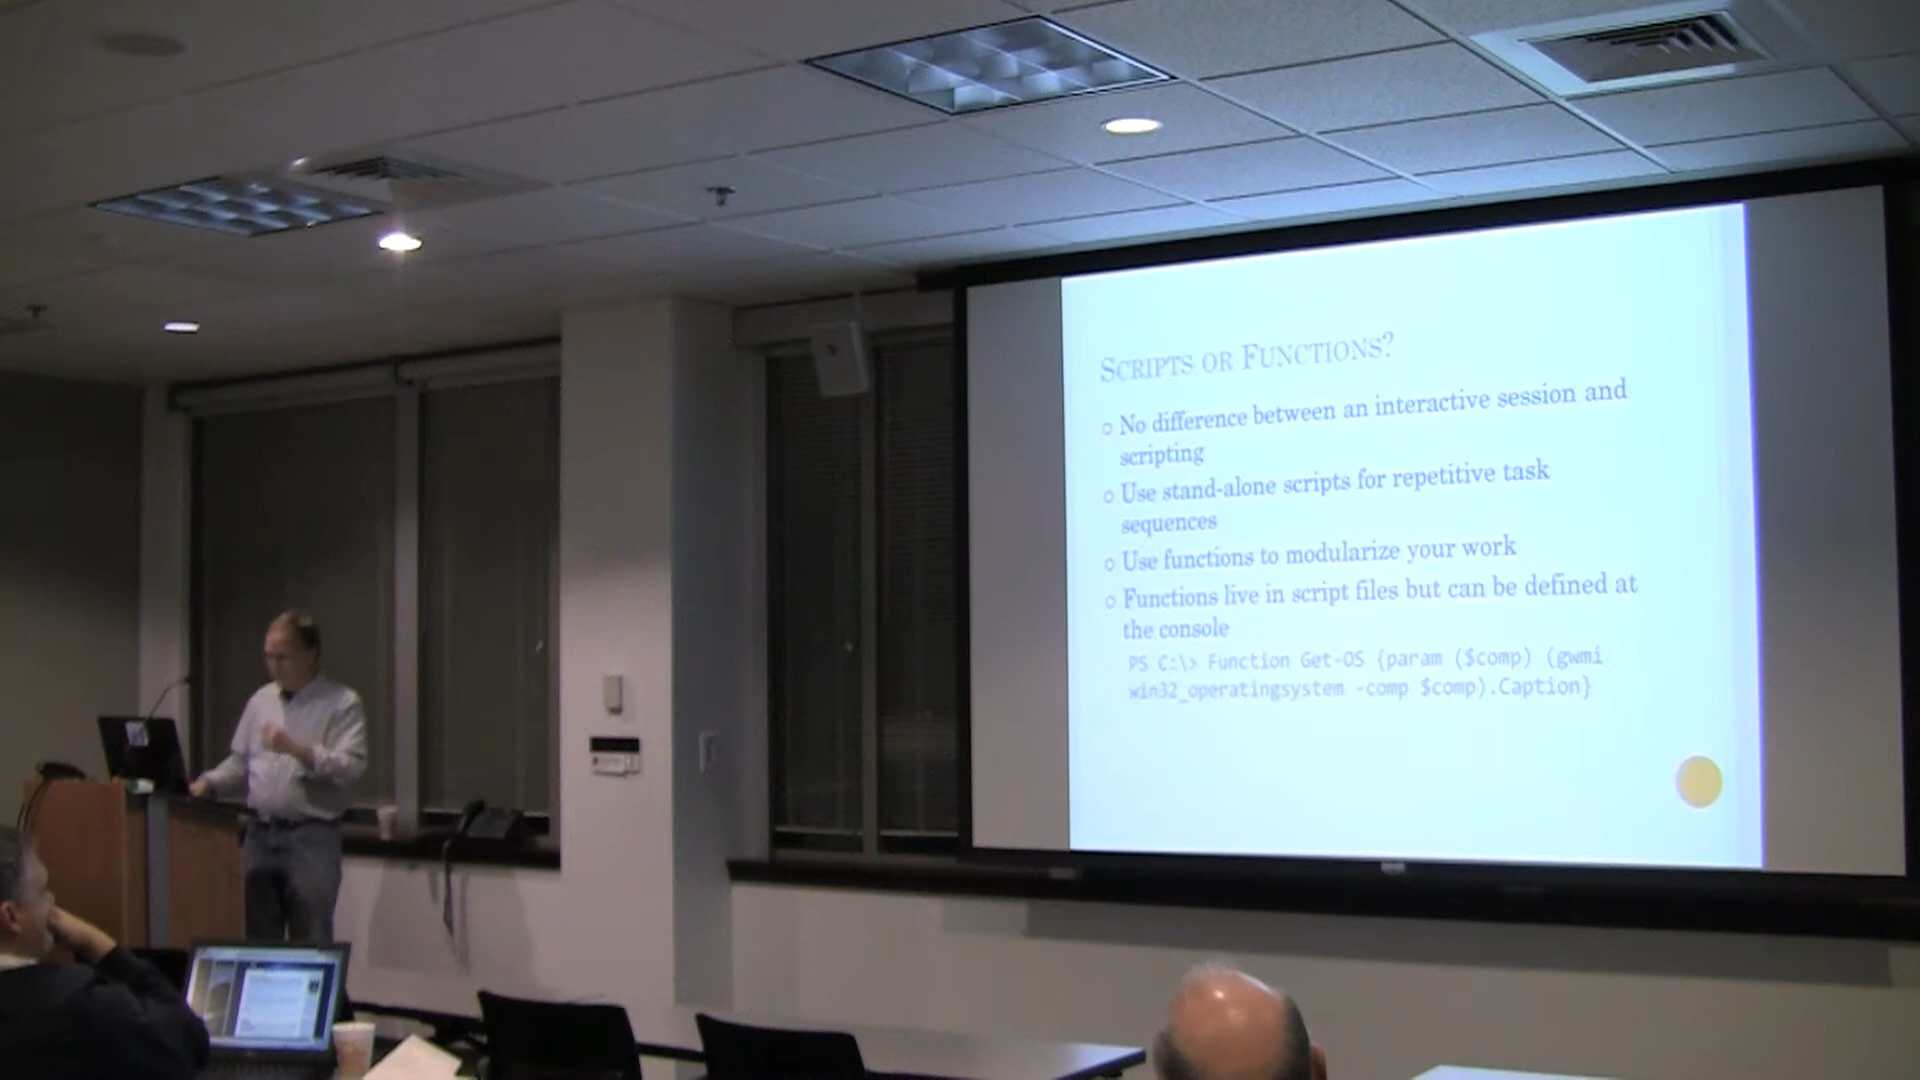 SCRIPTS OR FUNCTIONS?
No difference between an interactive session and
scripting
Use stand-alone scripts for repetitive task
sequences
Use functions to modularize your work
Functions live in script files but can be defined at
the console
PS C:\> Function Get-OS {param ($comp) (gwmi
win32_operatingsystem -comp $comp).Caption}